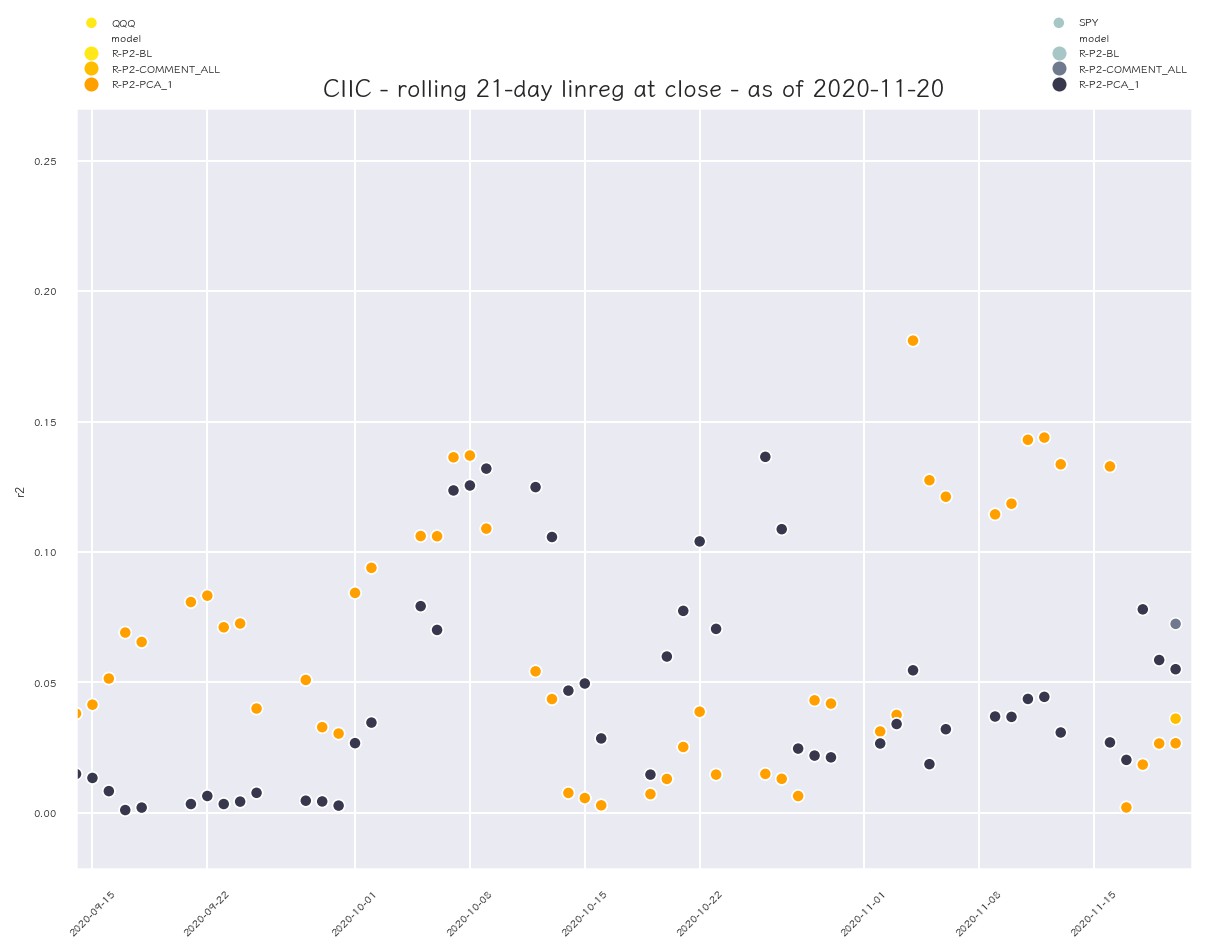 QQQ
model
R-P2-BL
R-P2-COMMENT_ALL
R-P2-PCA_1
SPY
model
R-P2-BL
R-P2-COMMENT_ALL
R-P2-PCA_1
CIIC - rolling 21-day linreg at close - as of 2020-11-20
0.25
0.20
0.15
r2
0.10
0.05
0.00
2020-09-15
2020-09-22
2020-10-01
2020-10-08
2020-10-15
2020-10-22
2020-11-01
2020-11-08
2020-11-15